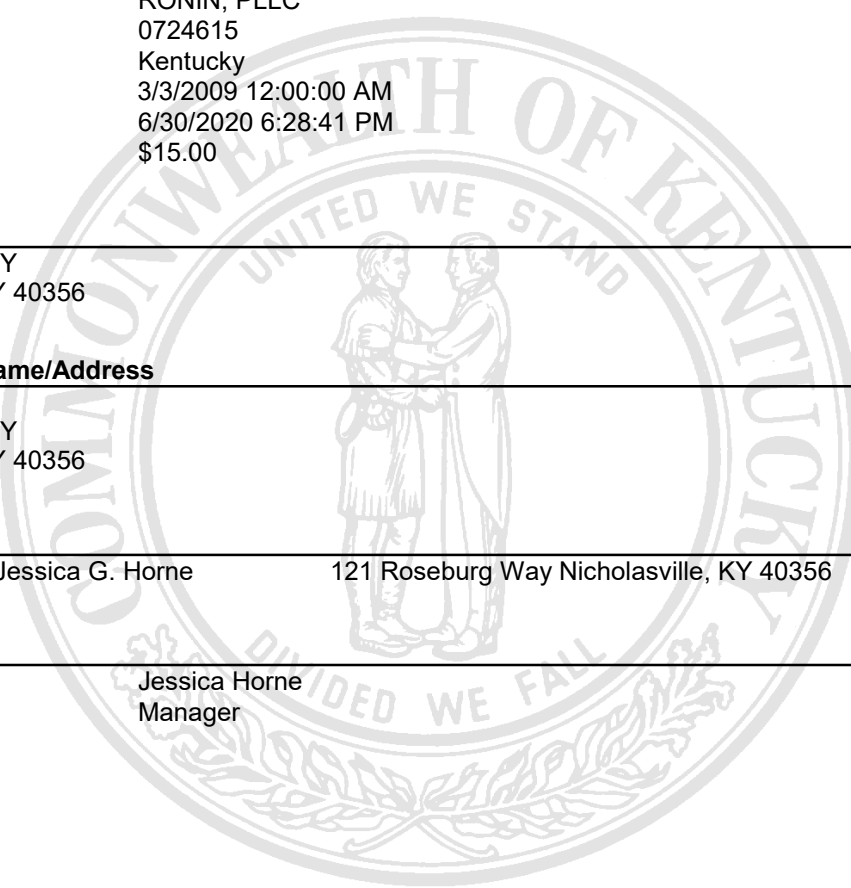 RONIN, PLLC
0724615
Kentucky
3/3/2009 12:00:00 AM
6/30/2020 6:28:41 PM
$15.00
COMMONWEALTH OF KENTUCKY
UNITED WE STAND
Y
Y 40356
ame/Address
Y
Y 40356
Jessica G. Horne 121 Roseburg Way Nicholasville, KY 40356
DIVIDED WE FALL
Jessica Horne
Manager